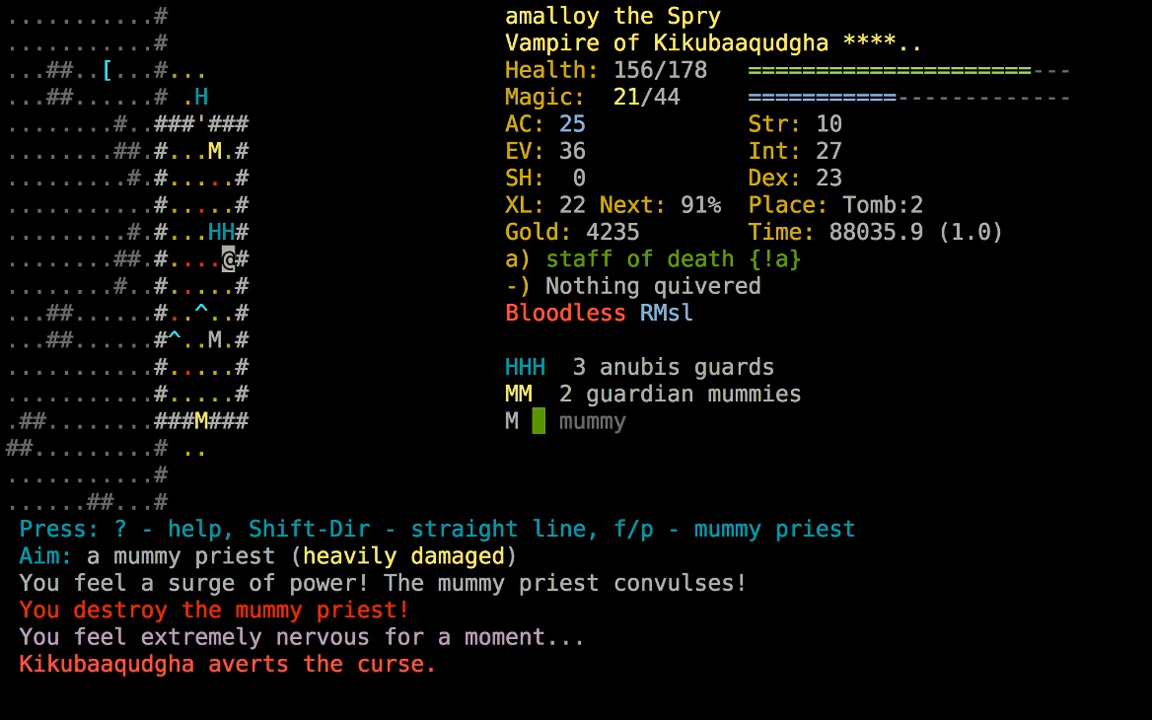 ...........# amalloy the Spry
...........# Vampire of Kikubaaqudgha ****..
...##..[...#... Health: 156/178 =====================---
...##......# .H Magic: 21/44 ===========-------------
........#..###'### AC: 25 Str: 10
........##.#...M.# EV: 36 Int: 27
.........#.#.....# SH: 0 Dex: 23
...........#.....# XL: 22 Next: 91% Place: Tomb:2
.........#.#...HH# Gold: 4235 Time: 88035.9 (1.0)
........##.#....@# a) staff of death {!a}
........#..#.....# -) Nothing quivered
...##......#..^..# Bloodless RMsl
...##......#^..M.#
...........#.....# HHH 3 anubis guards
...........#.....# MM 2 guardian mummies
.##........###M### M mummy
##.........# ..
...........#
......##...#
Press: ? - help, Shift-Dir - straight line, f/p - mummy priest
Aim: a mummy priest (heavily damaged)
You feel a surge of power! The mummy priest convulses!
You destroy the mummy priest!
You feel extremely nervous for a moment...
Kikubaaqudgha averts the curse.